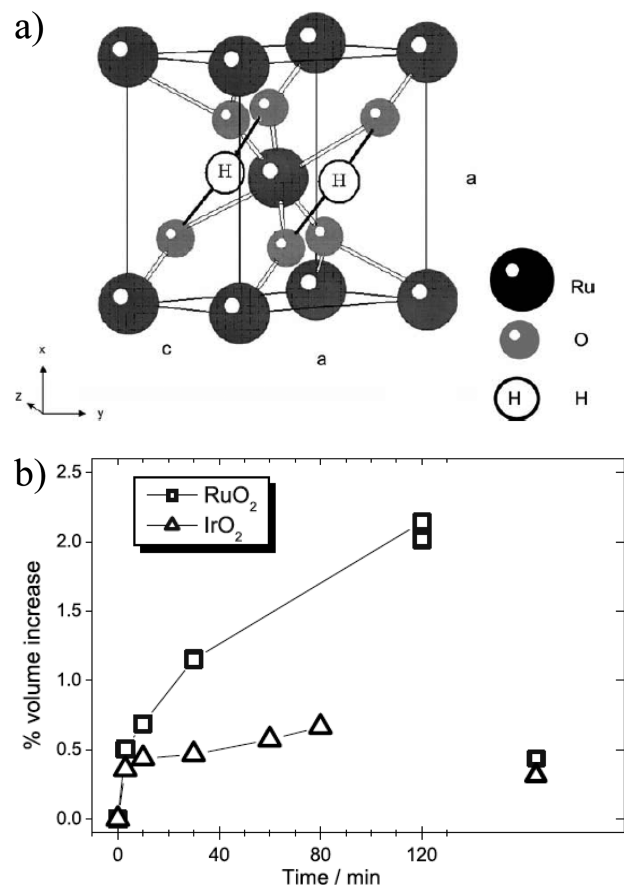 a)
H
H
a
c
a
x
z
y
Ru
O
H
H
b)
% volume increase
2.5
2.0
1.5
1.0
0.5
0.0
RuO₂
IrO₂
0
40
80
120
Time / min